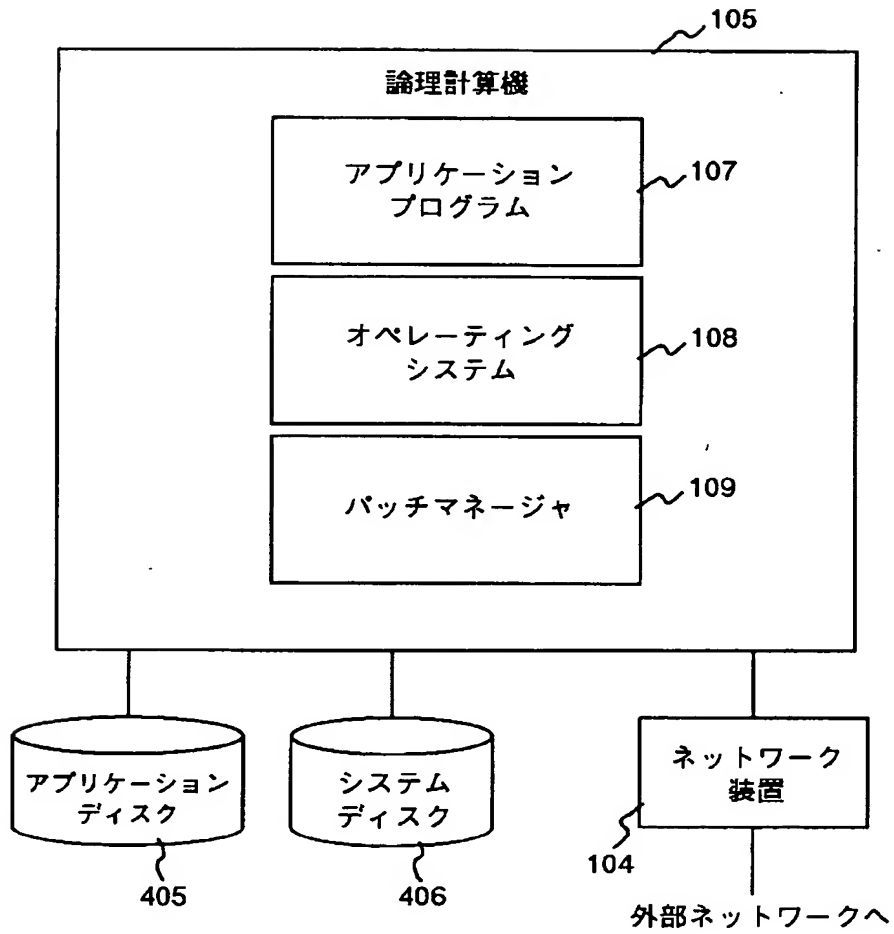 105
論理計算機
アプリケーション
プログラム
107
オペレーティング
システム
108
パッチマネージャ
109
アプリケーション
ディスク
405
システム
ディスク
406
ネットワーク
装置
104
外部ネットワークへ